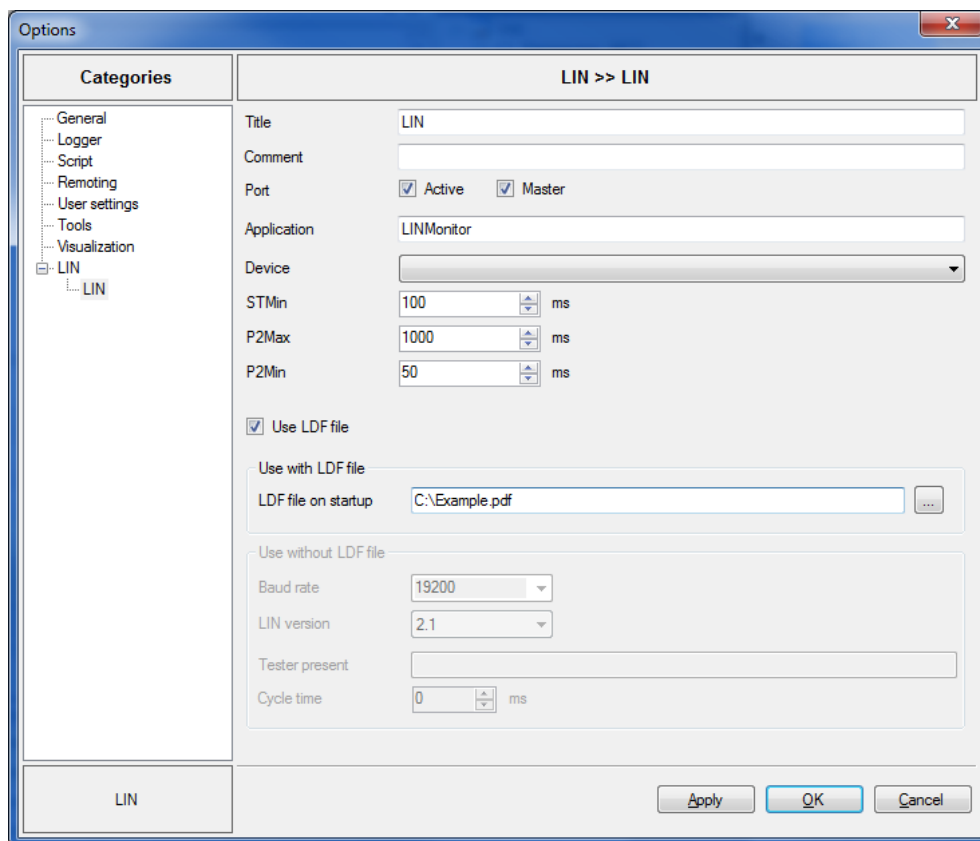 Options
Categories
LIN >> LIN
General
Logger
Script
Remoting
User settings
Tools
Visualization
LIN
LIN
Title LIN
Comment
Port Active Master
Application LINMonitor
Device
STMin 100 ms
P2Max 1000 ms
P2Min 50 ms
Use LDF file
Use with LDF file
LDF file on startup C:\Example.pdf ...
Use without LDF file
Baud rate 19200
LIN version 2.1
Tester present
Cycle time 0 ms
LIN
Apply OK Cancel